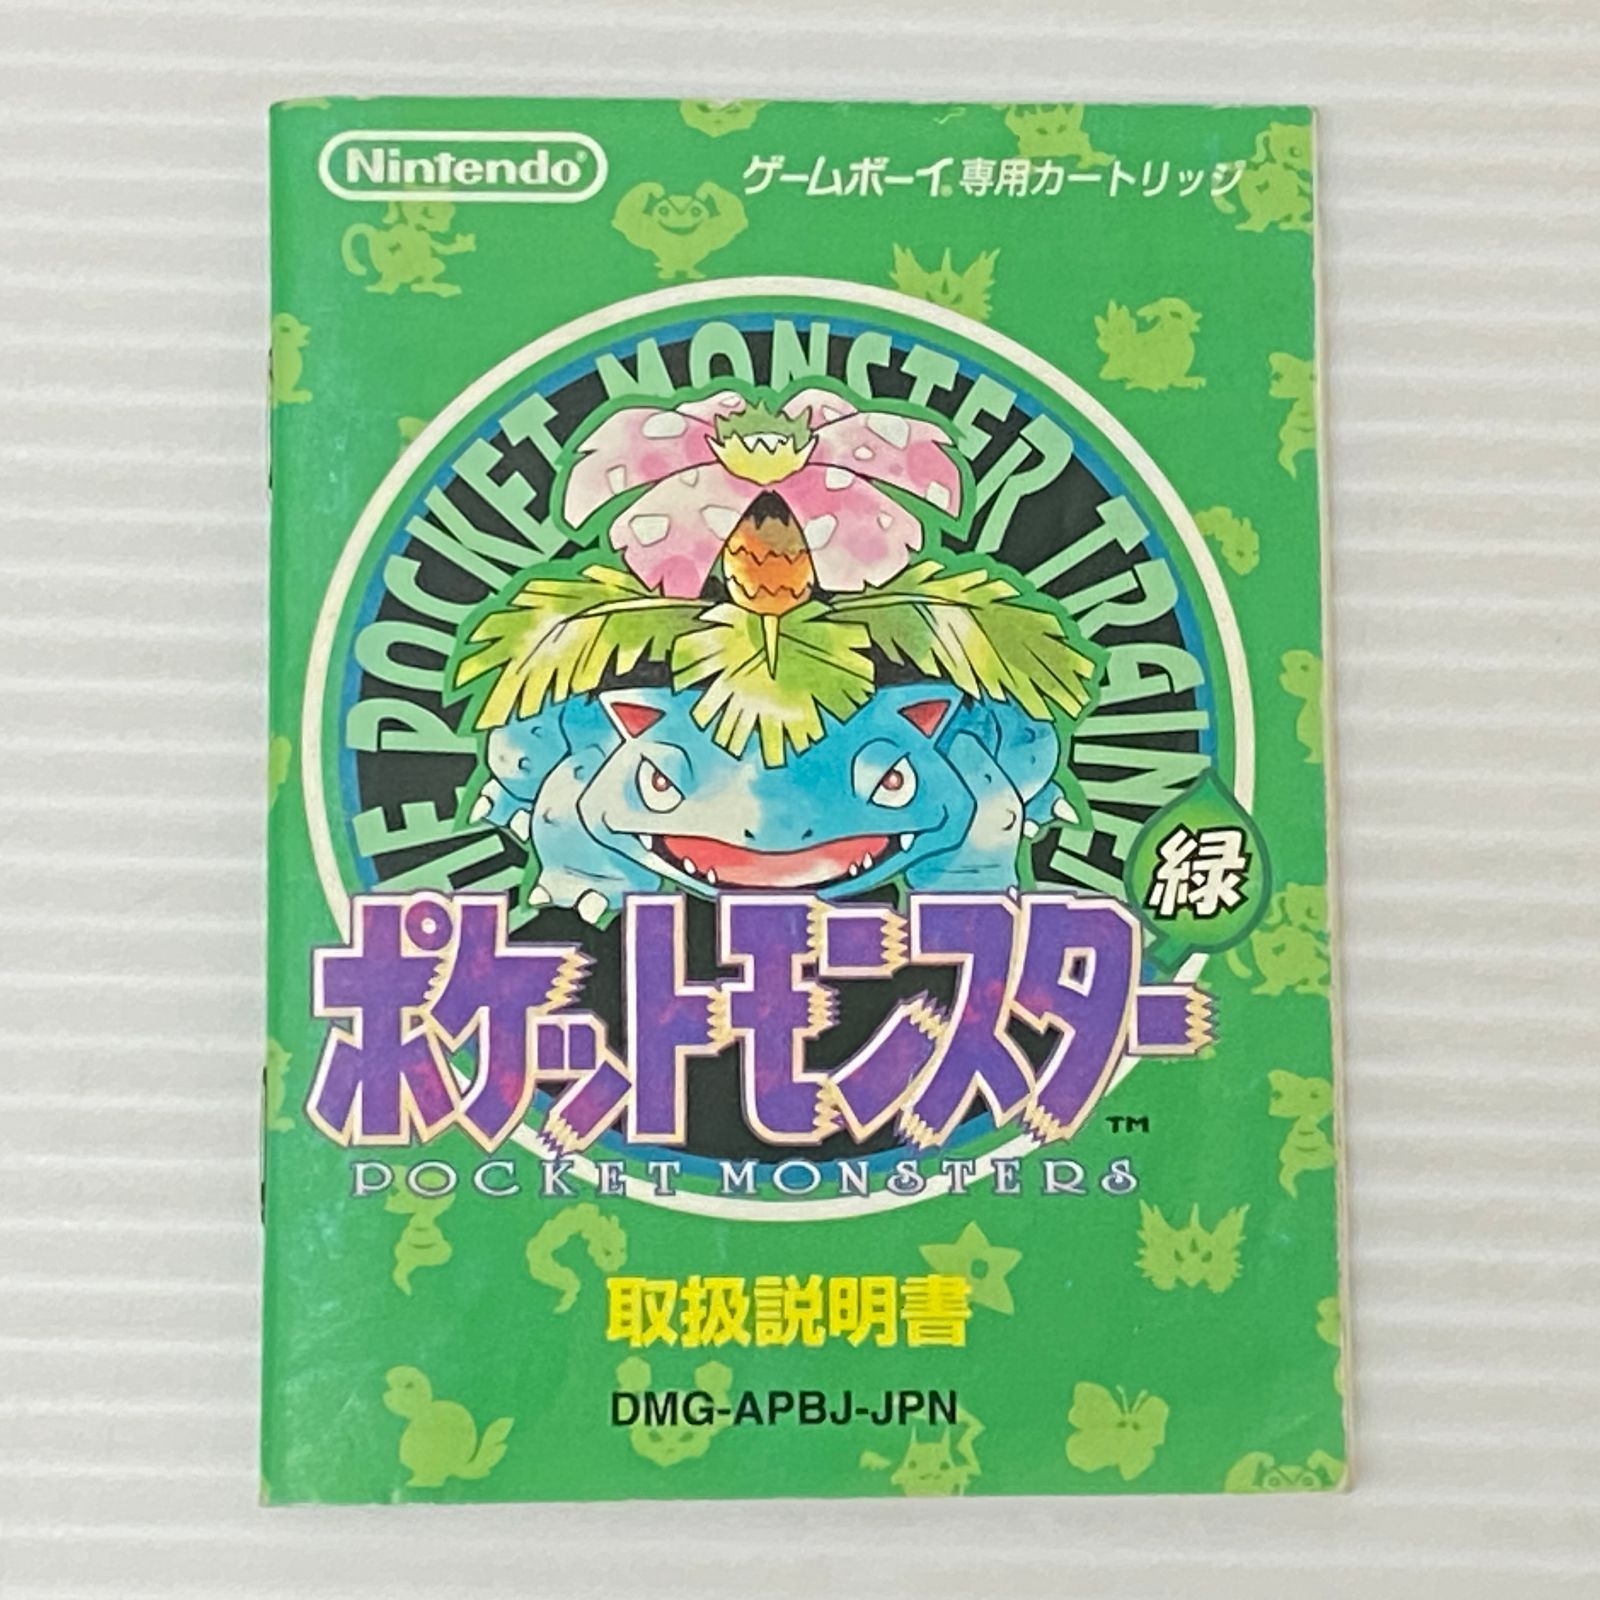 Nintendo®
ゲームボーイ®専用カートリッジ
POCKET MONSTER TRAINE
緑
ポケットモンスター
TM
POCKET MONSTERS
取扱説明書
DMG-APBJ-JPN